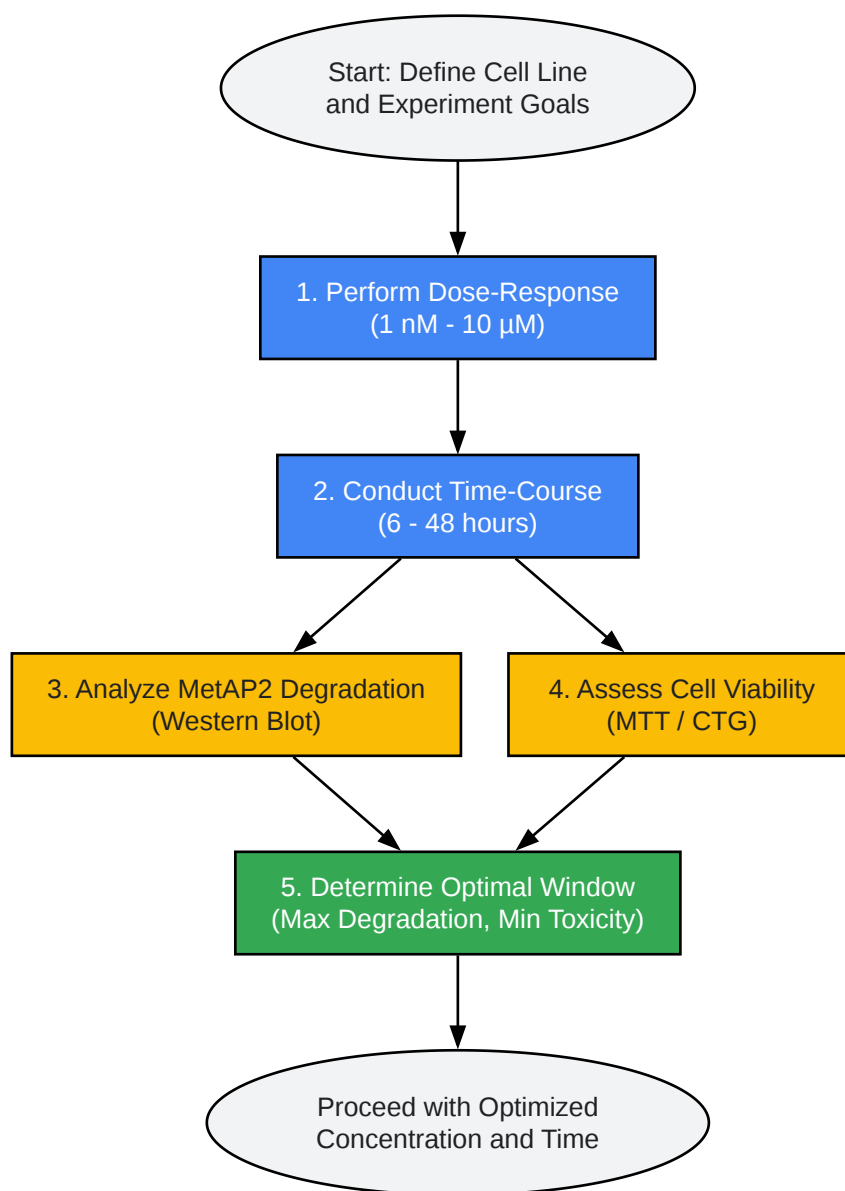 Start: Define Cell Line
and Experiment Goals
1. Perform Dose-Response
(1 nM - 10 µM)
2. Conduct Time-Course
(6 - 48 hours)
3. Analyze MetAP2 Degradation
(Western Blot)
4. Assess Cell Viability
(MTT / CTG)
5. Determine Optimal Window
(Max Degradation, Min Toxicity)
Proceed with Optimized
Concentration and Time